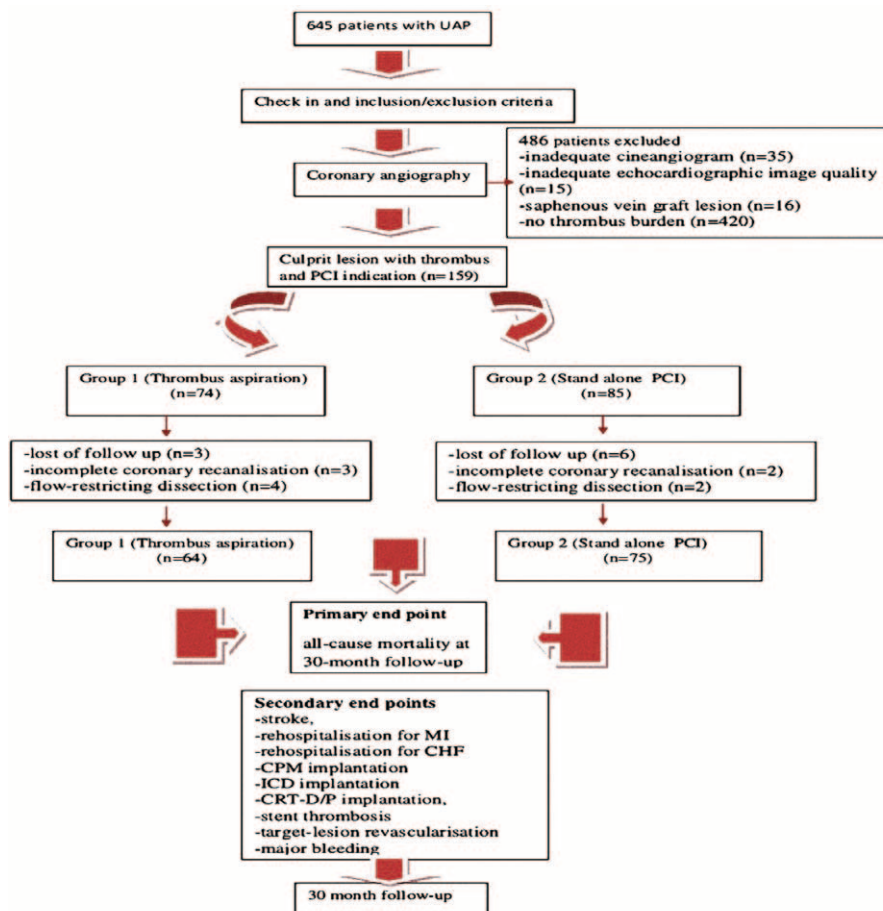 645 patients with UAP
Check in and inclusion/exclusion criteria
Coronary angiography
486 patients excluded
-inadequate cineangiogram (n=35)
-inadequate echocardiographic image quality
(n=15)
-saphenous vein graft lesion (n=16)
-no thrombus burden (n=420)
Culprit lesion with thrombus
and PCI indication (n=159)
Group 1 (Thrombus aspiration)
(n=74)
Group 2 (Stand alone PCI)
(n=85)
-lost of follow up (n=3)
-incomplete coronary recanalisation (n=3)
-flow-restricting dissection (n=4)
-lost of follow up (n=6)
-incomplete coronary recanalisation (n=2)
-flow-restricting dissection (n=2)
Group 1 (Thrombus aspiration)
(n=64)
Group 2 (Stand alone PCI)
(n=75)
Primary end point
all-cause mortality at
30-month follow-up
Secondary end points
-stroke,
-rehospitalisation for MI
-rehospitalisation for CHF
-CPM implantation
-ICD implantation
-CRT-D/P implantation,
-stent thrombosis
-target-lesion revascularisation
-major bleeding
30 month follow-up